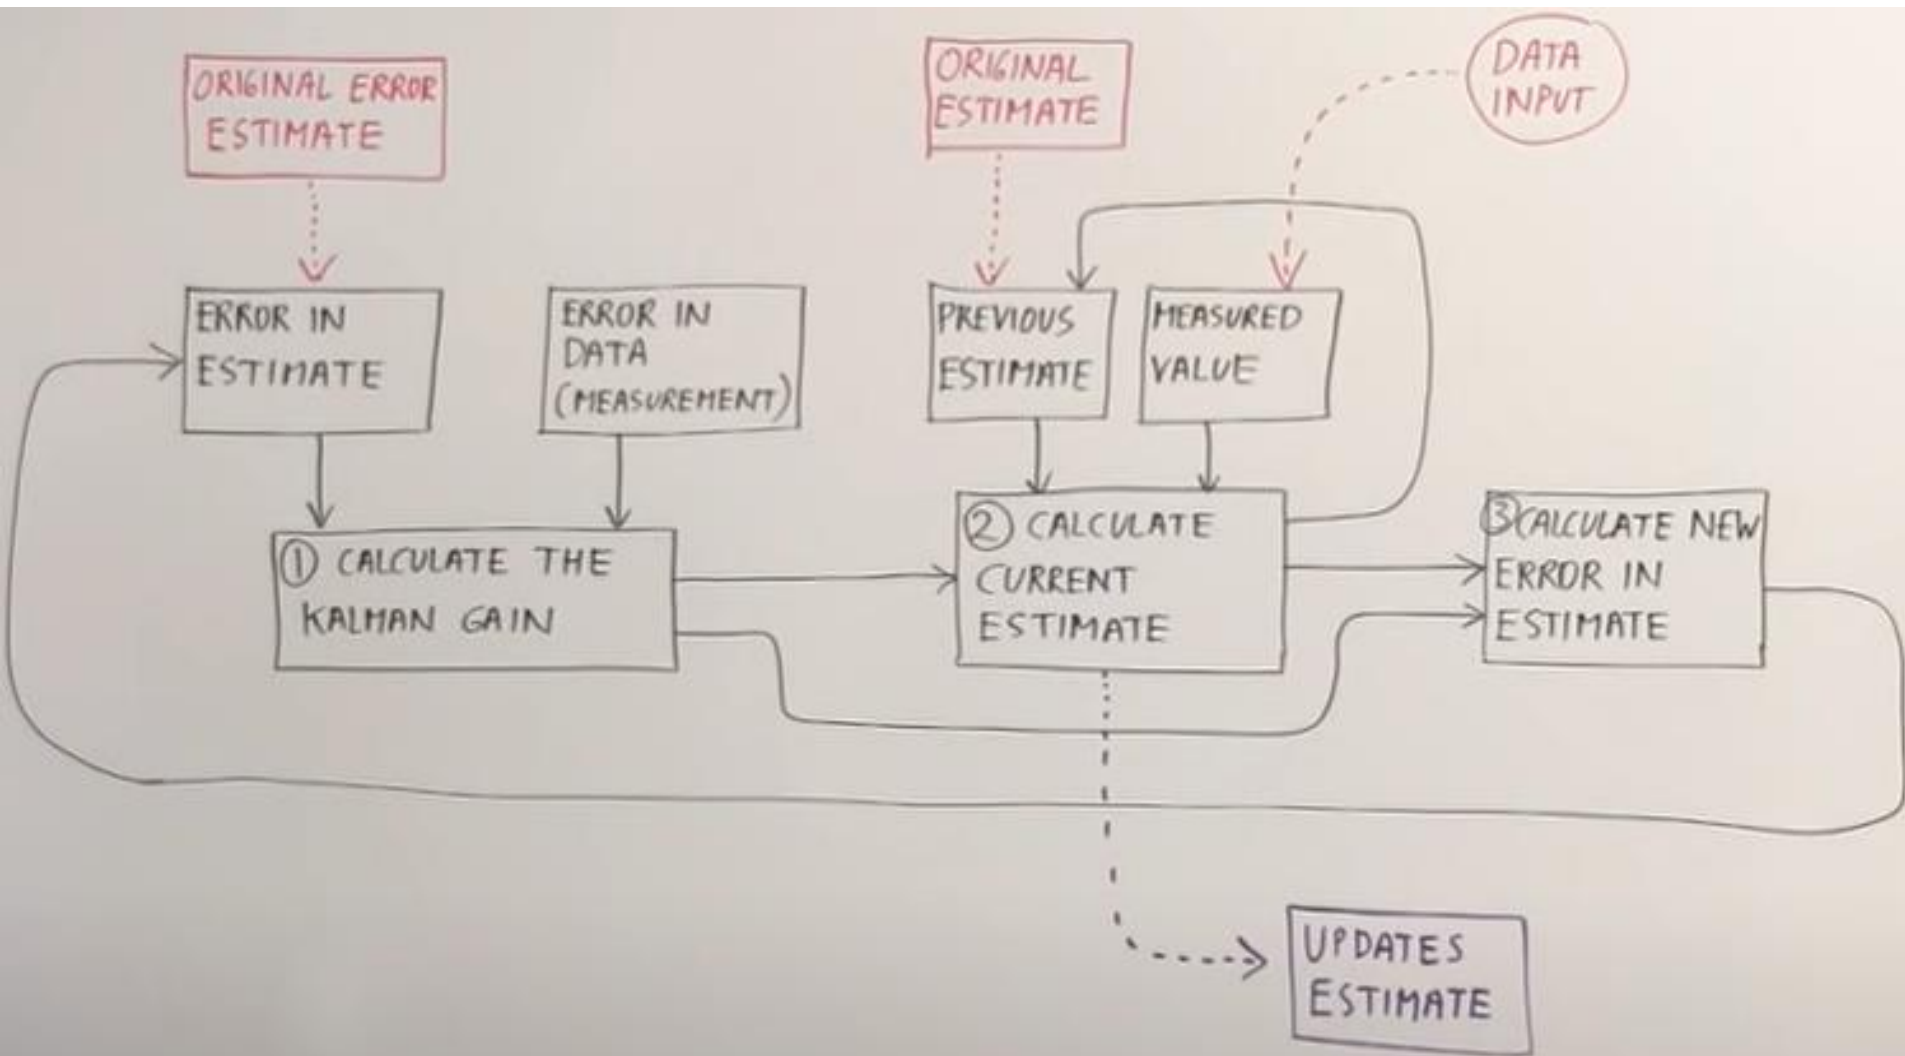 ORIGINAL ERROR
ESTIMATE
ORIGINAL
ESTIMATE
DATA
INPUT
ERROR IN
ESTIMATE
ERROR IN
DATA
(MEASUREMENT)
PREVIOUS
ESTIMATE
MEASURED
VALUE
① CALCULATE THE
KALMAN GAIN
② CALCULATE
CURRENT
ESTIMATE
③ CALCULATE NEW
ERROR IN
ESTIMATE
UPDATES
ESTIMATE